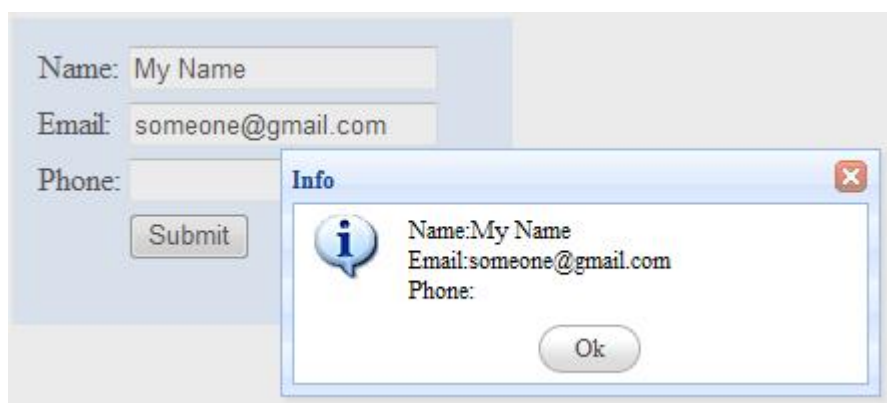 Name: My Name
Email: someone@gmail.com
Phone:
Submit
Info
Name:My Name
Email:someone@gmail.com
Phone:
Ok